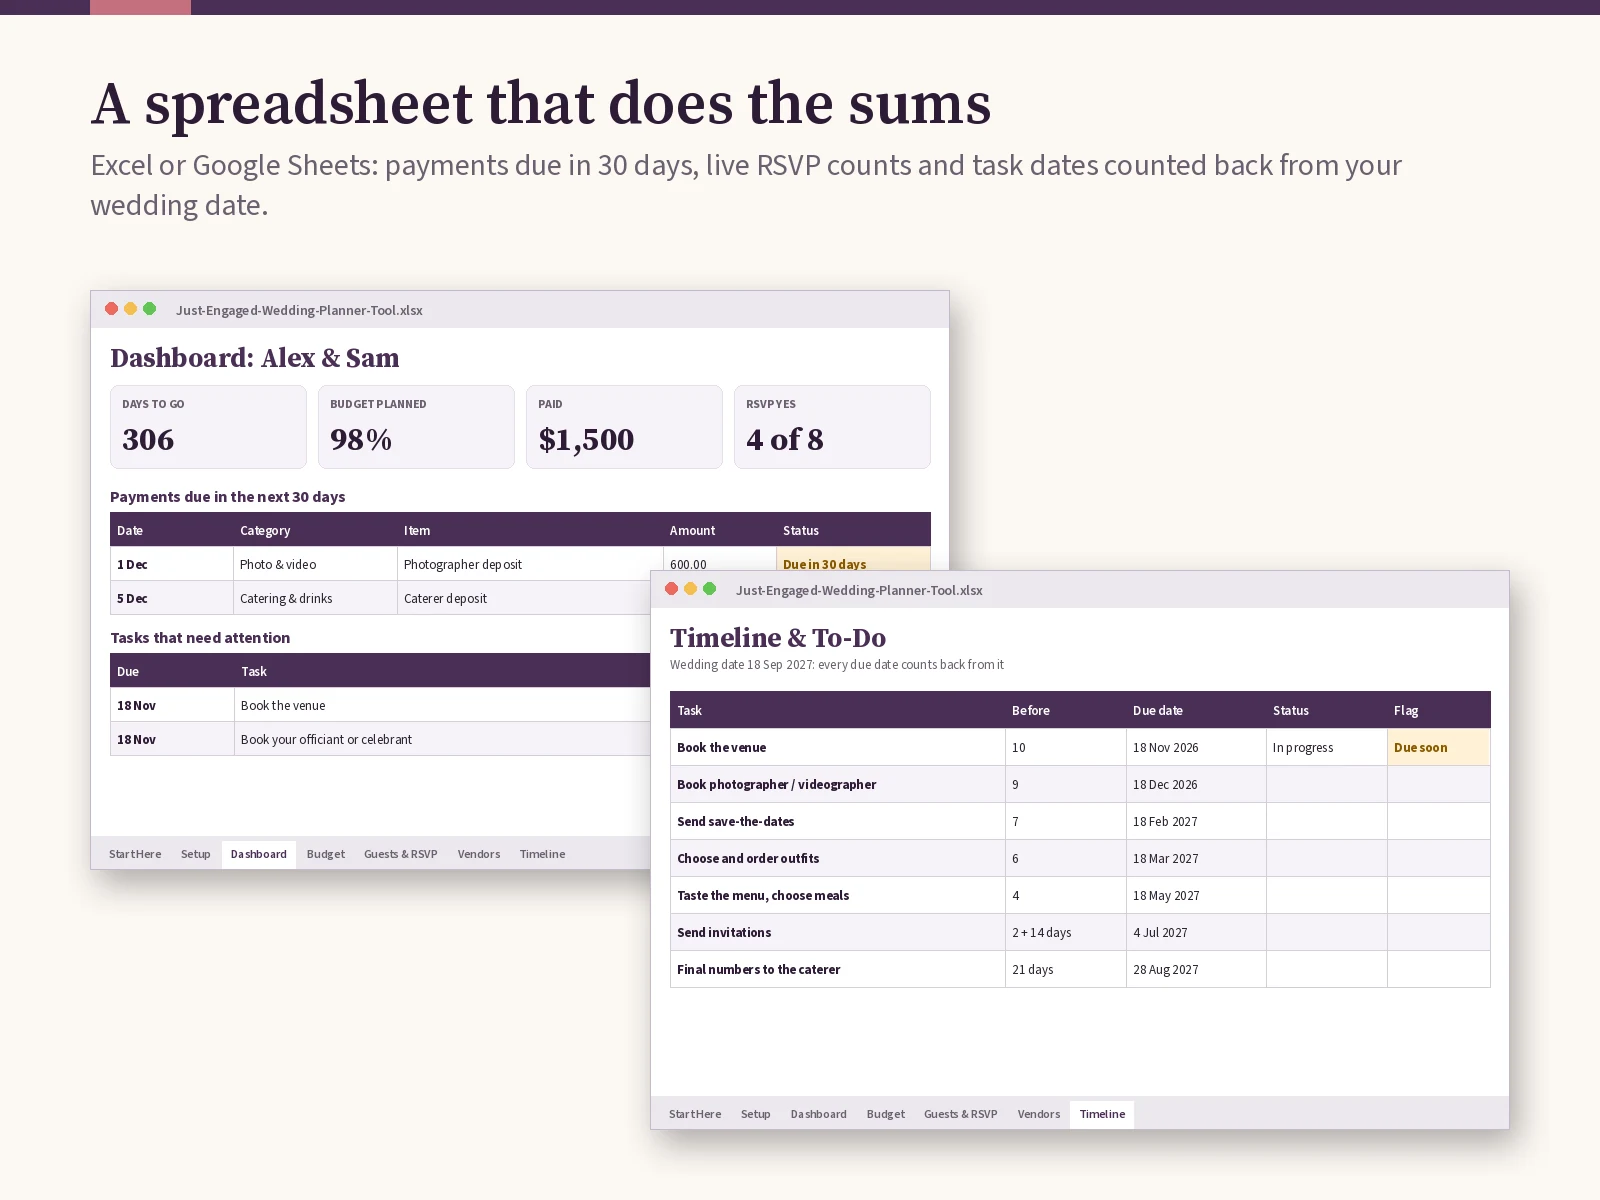 A spreadsheet that does the sums
Excel or Google Sheets: payments due in 30 days, live RSVP counts and task dates counted back from your
wedding date.
Just-Engaged-Wedding-Planner-Tool.xlsx
Dashboard: Alex & Sam
DAYS TO GO BUDGET PLANNED PAID RSVP YES
306 98% $1,500 4 of 8
Payments due in the next 30 days
Date Category Item Amount Status
1 Dec Photo & video Photographer deposit 600.00 Due in 30 days
5 Dec Catering & drinks Caterer deposit
Tasks that need attention
Due Task
18 Nov Book the venue
18 Nov Book your officiant or celebrant
Start Here Setup Dashboard Budget Guests & RSVP Vendors Timeline
Just-Engaged-Wedding-Planner-Tool.xlsx
Timeline & To-Do
Wedding date 18 Sep 2027: every due date counts back from it
Task Before Due date Status Flag
Book the venue 10 18 Nov 2026 In progress Due soon
Book photographer / videographer 9 18 Dec 2026
Send save-the-dates 7 18 Feb 2027
Choose and order outfits 6 18 Mar 2027
Taste the menu, choose meals 4 18 May 2027
Send invitations 2 + 14 days 4 Jul 2027
Final numbers to the caterer 21 days 28 Aug 2027
Start Here Setup Dashboard Budget Guests & RSVP Vendors Timeline